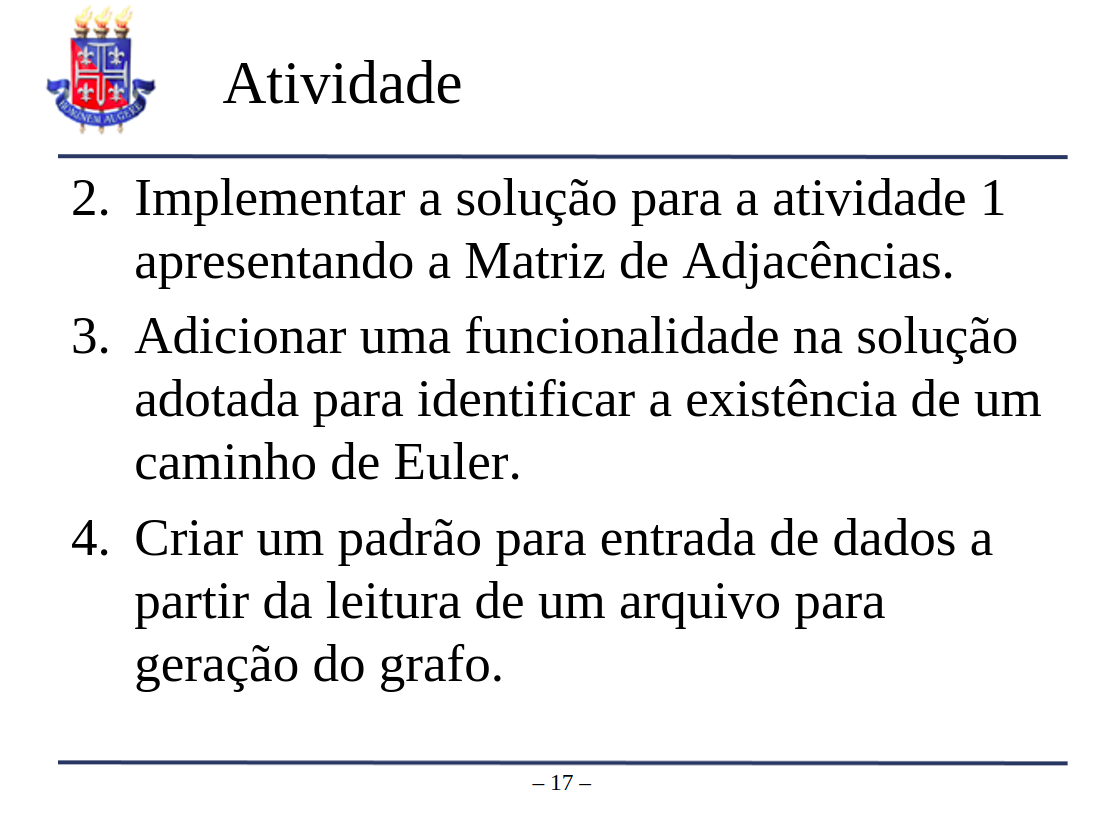 Atividade
HOMINEM AUGERE
2. Implementar a solução para a atividade 1
apresentando a Matriz de Adjacências.
3. Adicionar uma funcionalidade na solução
adotada para identificar a existência de um
caminho de Euler.
4. Criar um padrão para entrada de dados a
partir da leitura de um arquivo para
geração do grafo.
– 17 –